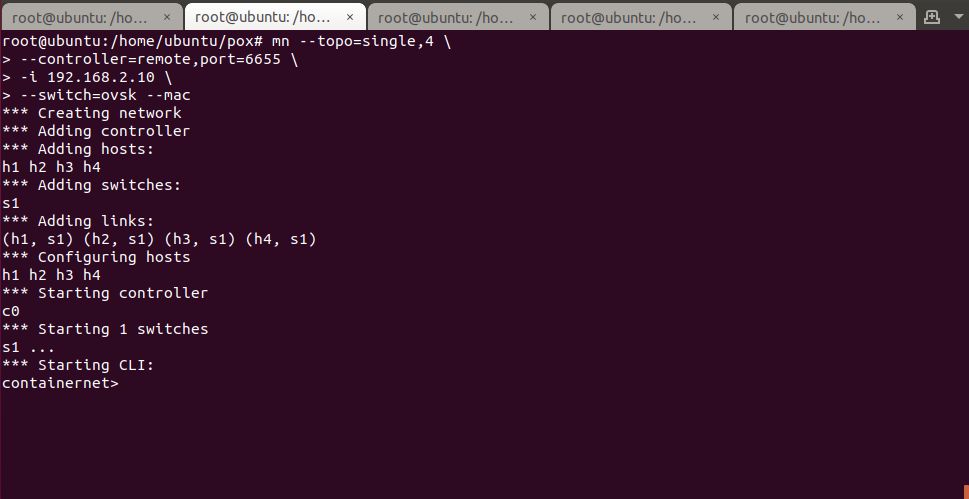 root@ubuntu: /ho... × root@ubuntu: /ho... × root@ubuntu: /ho... × root@ubuntu: /ho... × root@ubuntu: /ho... ×
root@ubuntu:/home/ubuntu/pox# mn --topo=single,4 \
> --controller=remote,port=6655 \
> -i 192.168.2.10 \
> --switch=ovsk --mac
*** Creating network
*** Adding controller
*** Adding hosts:
h1 h2 h3 h4
*** Adding switches:
s1
*** Adding links:
(h1, s1) (h2, s1) (h3, s1) (h4, s1)
*** Configuring hosts
h1 h2 h3 h4
*** Starting controller
c0
*** Starting 1 switches
s1 ...
*** Starting CLI:
containernet>